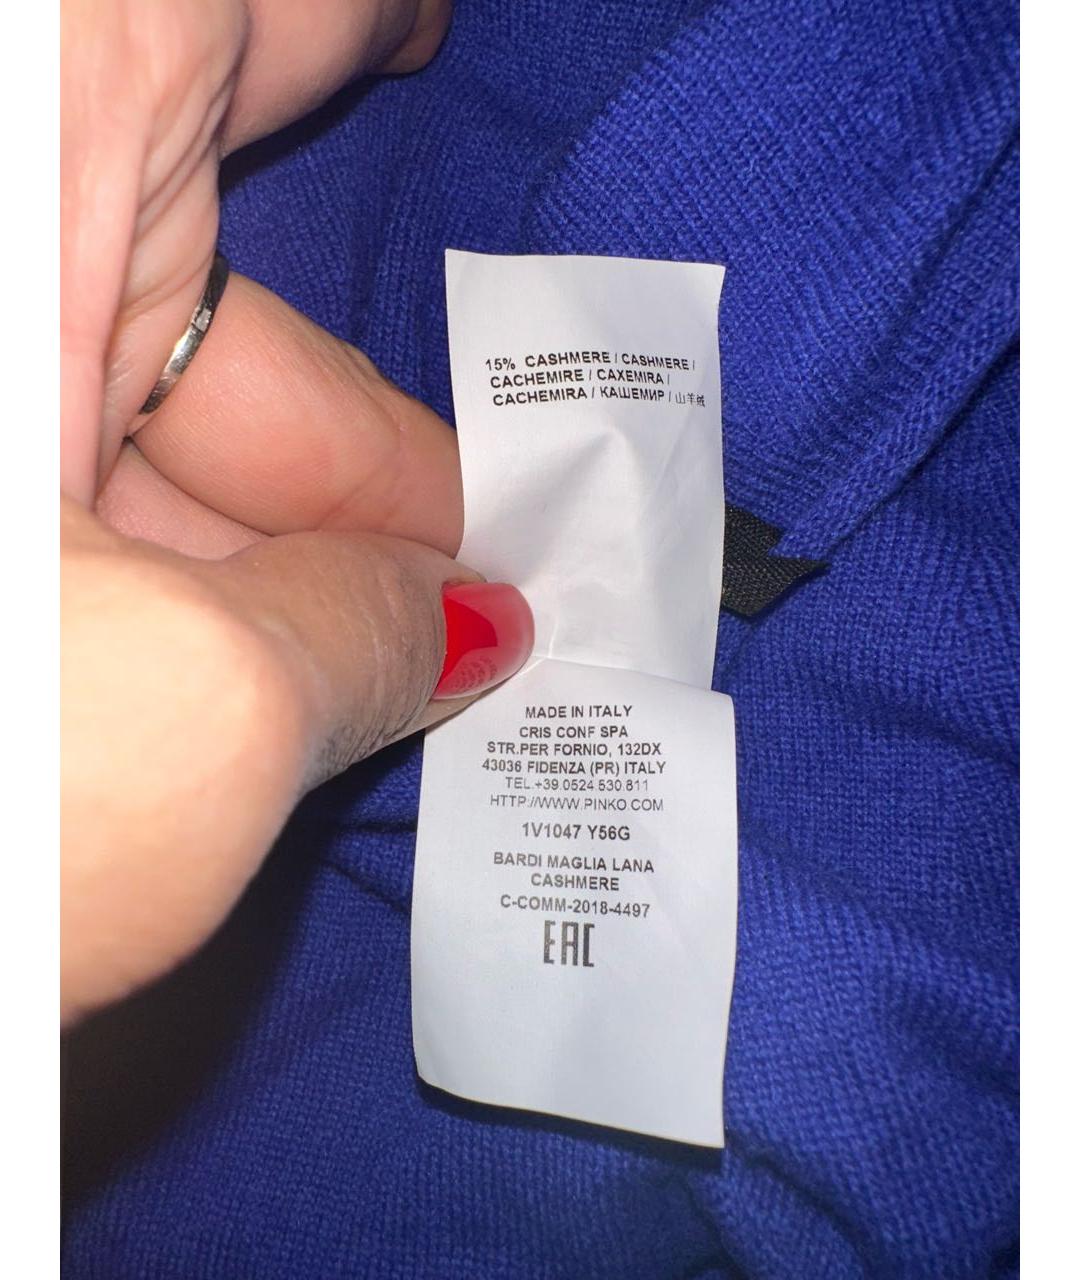 15% CASHMERE / CASHMERE /
CACHEMIRE / CAXEMIRA /
CACHEMIRA / КАШЕМИР / 山羊绒
MADE IN ITALY
CRIS CONF SPA
STR.PER FORNIO, 132DX
43036 FIDENZA (PR) ITALY
TEL.+39.0524.530.811
HTTP://WWW.PINKO.COM
1V1047 Y56G
BARDI MAGLIA LANA
CASHMERE
C-COMM-2018-4497
EAC